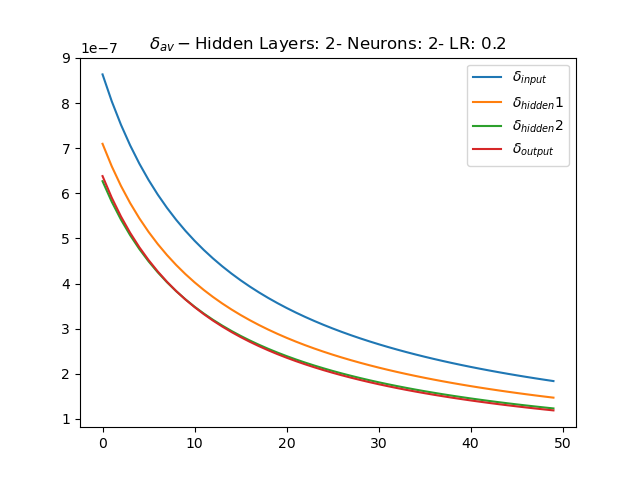 δ_av − Hidden Layers: 2- Neurons: 2- LR: 0.2
1e−7
9
8
7
6
5
4
3
2
1
0 10 20 30 40 50
δ_input
δ_hidden1
δ_hidden2
δ_output